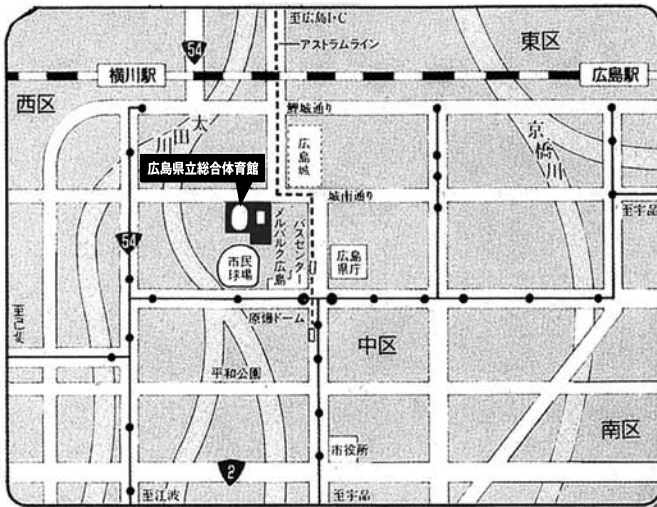 至広島I・C
54
アストラムライン
東区
横川駅
広島駅
西区
鯉城通り
太田川
広島城
京橋川
広島県立総合体育館
城南通り
至宇品
54
メルパルク広島
バスセンター
市民球場
広島県庁
至己斐
原爆ドーム
中区
平和公園
南区
市役所
2
至江波
至宇品